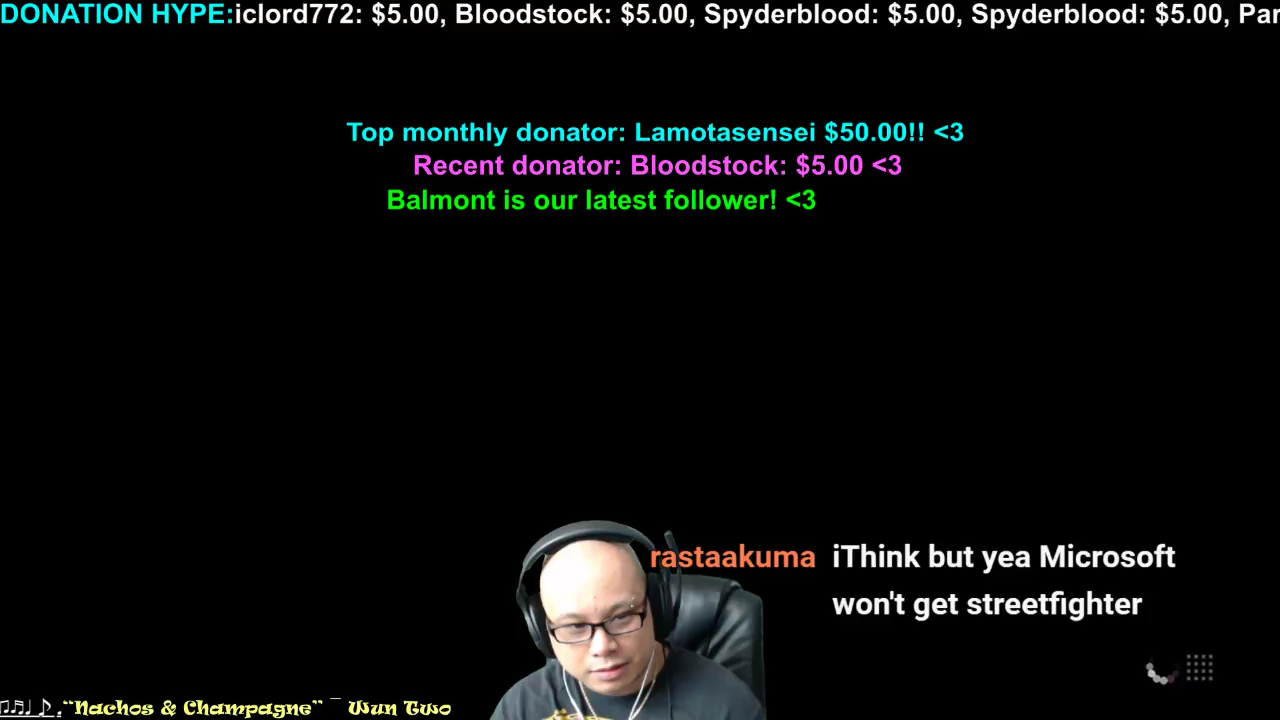 DONATION HYPE:iclord772: $5.00, Bloodstock: $5.00, Spyderblood: $5.00, Spyderblood: $5.00, Par
Top monthly donator: Lamotasensei $50.00!! <3
Recent donator: Bloodstock: $5.00 <3
Balmont is our latest follower! <3
rastaakuma iThink but yea Microsoft
won't get streetfighter
♫♫♪♪."Nachos & Champagne" ~ Wun Two